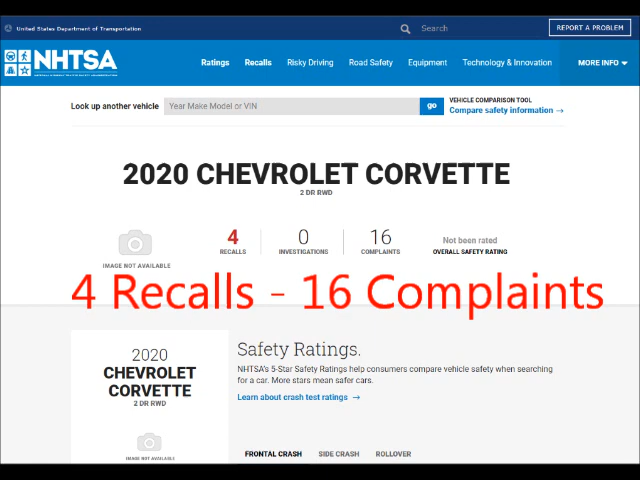 United States Department of Transportation
Search
REPORT A PROBLEM
NHTSA
Ratings
Recalls
Risky Driving
Road Safety
Equipment
Technology & Innovation
MORE INFO
Look up another vehicle
Year Make Model or VIN
go
VEHICLE COMPARISON TOOL
Compare safety information →
2020 CHEVROLET CORVETTE
2 DR RWD
IMAGE NOT AVAILABLE
4
RECALLS
0
INVESTIGATIONS
16
COMPLAINTS
Not been rated
OVERALL SAFETY RATING
4 Recalls - 16 Complaints
2020
CHEVROLET
CORVETTE
2 DR RWD
IMAGE NOT AVAILABLE
Safety Ratings.
NHTSA's 5-Star Safety Ratings help consumers compare vehicle safety when searching
for a car. More stars mean safer cars.
Learn about crash test ratings →
FRONTAL CRASH
SIDE CRASH
ROLLOVER